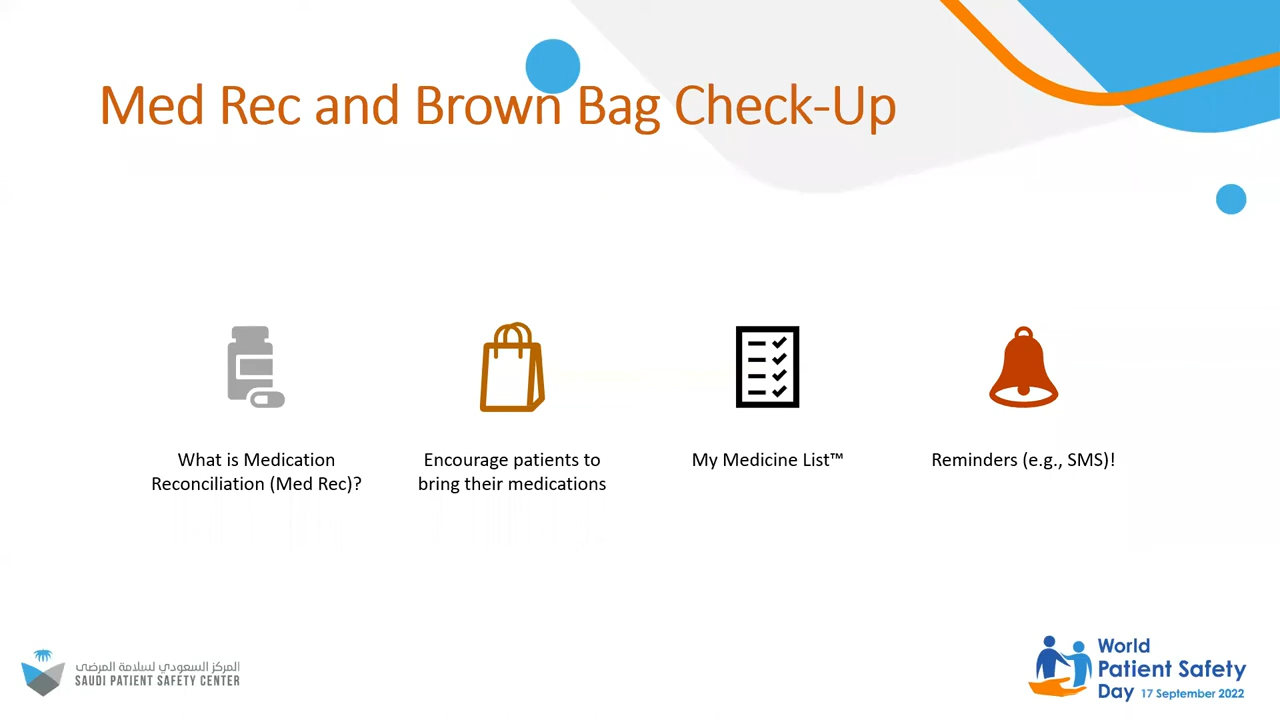 Med Rec and Brown Bag Check-Up
What is Medication
Reconciliation (Med Rec)?
Encourage patients to
bring their medications
My Medicine List™
Reminders (e.g., SMS)!
المركز السعودي لسلامة المرضى
SAUDI PATIENT SAFETY CENTER
World
Patient Safety
Day 17 September 2022